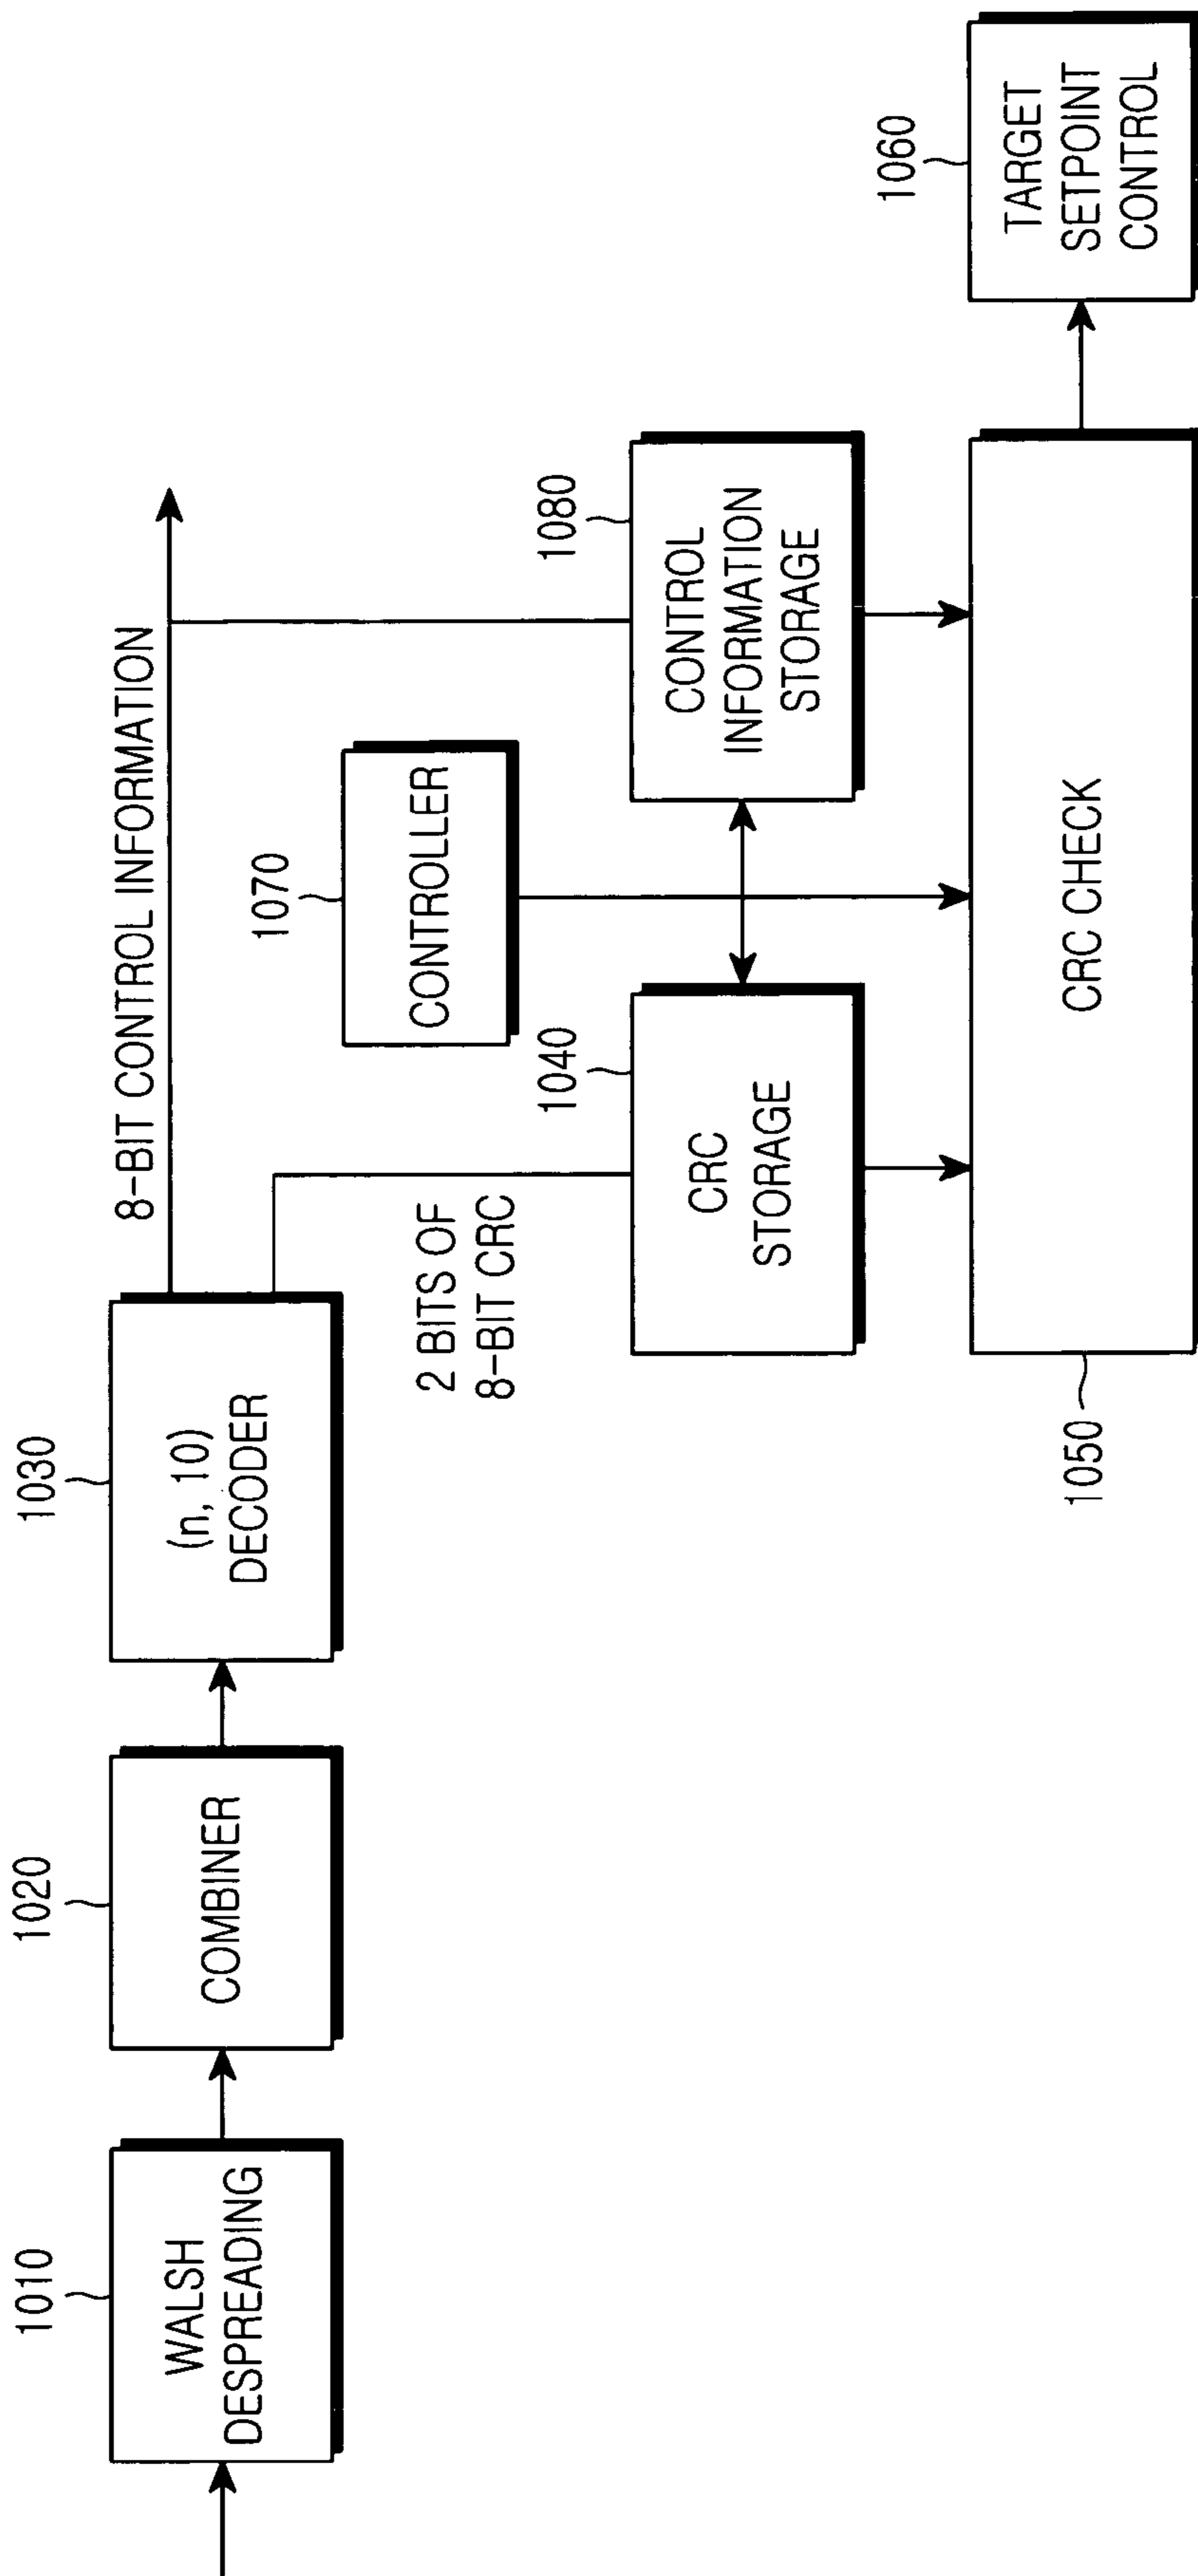 1010
WALSH
DESPREADING
1020
COMBINER
1030
(n, 10)
DECODER
8-BIT CONTROL INFORMATION
2 BITS OF
8-BIT CRC
1070
CONTROLLER
1040
CRC
STORAGE
1080
CONTROL
INFORMATION
STORAGE
1050
CRC CHECK
1060
TARGET
SETPOINT
CONTROL